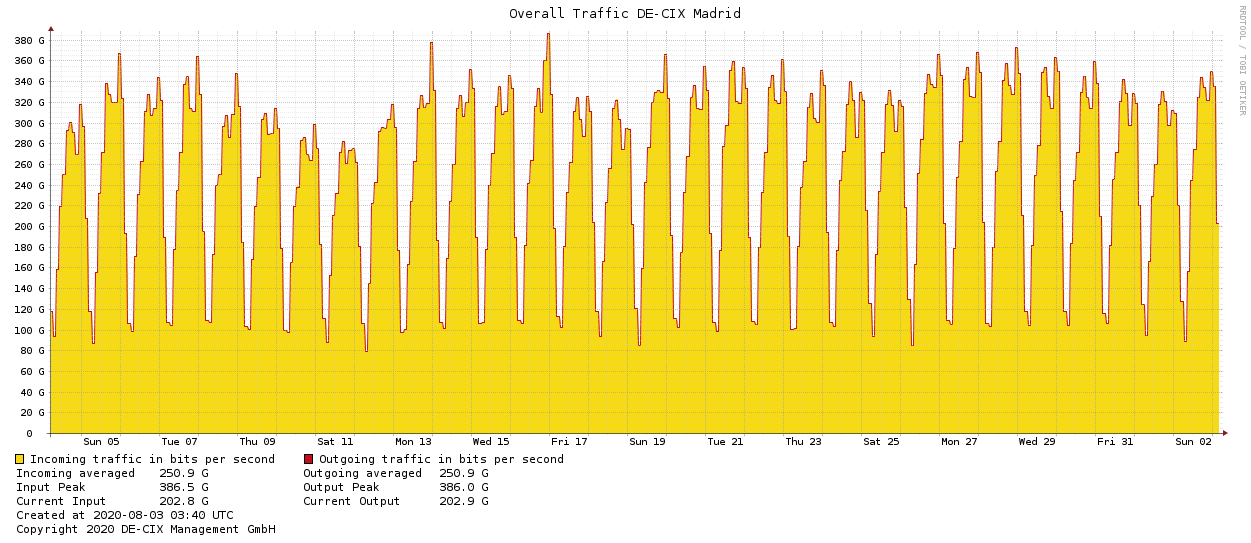 Overall Traffic DE-CIX Madrid
RRDTOOL / TOBI OETIKER
380 G
360 G
340 G
320 G
300 G
280 G
260 G
240 G
220 G
200 G
180 G
160 G
140 G
120 G
100 G
80 G
60 G
40 G
20 G
0
Sun 05 Tue 07 Thu 09 Sat 11 Mon 13 Wed 15 Fri 17 Sun 19 Tue 21 Thu 23 Sat 25 Mon 27 Wed 29 Fri 31 Sun 02
Incoming traffic in bits per second Outgoing traffic in bits per second
Incoming averaged 250.9 G Outgoing averaged 250.9 G
Input Peak 386.5 G Output Peak 386.0 G
Current Input 202.8 G Current Output 202.9 G
Created at 2020-08-03 03:40 UTC
Copyright 2020 DE-CIX Management GmbH